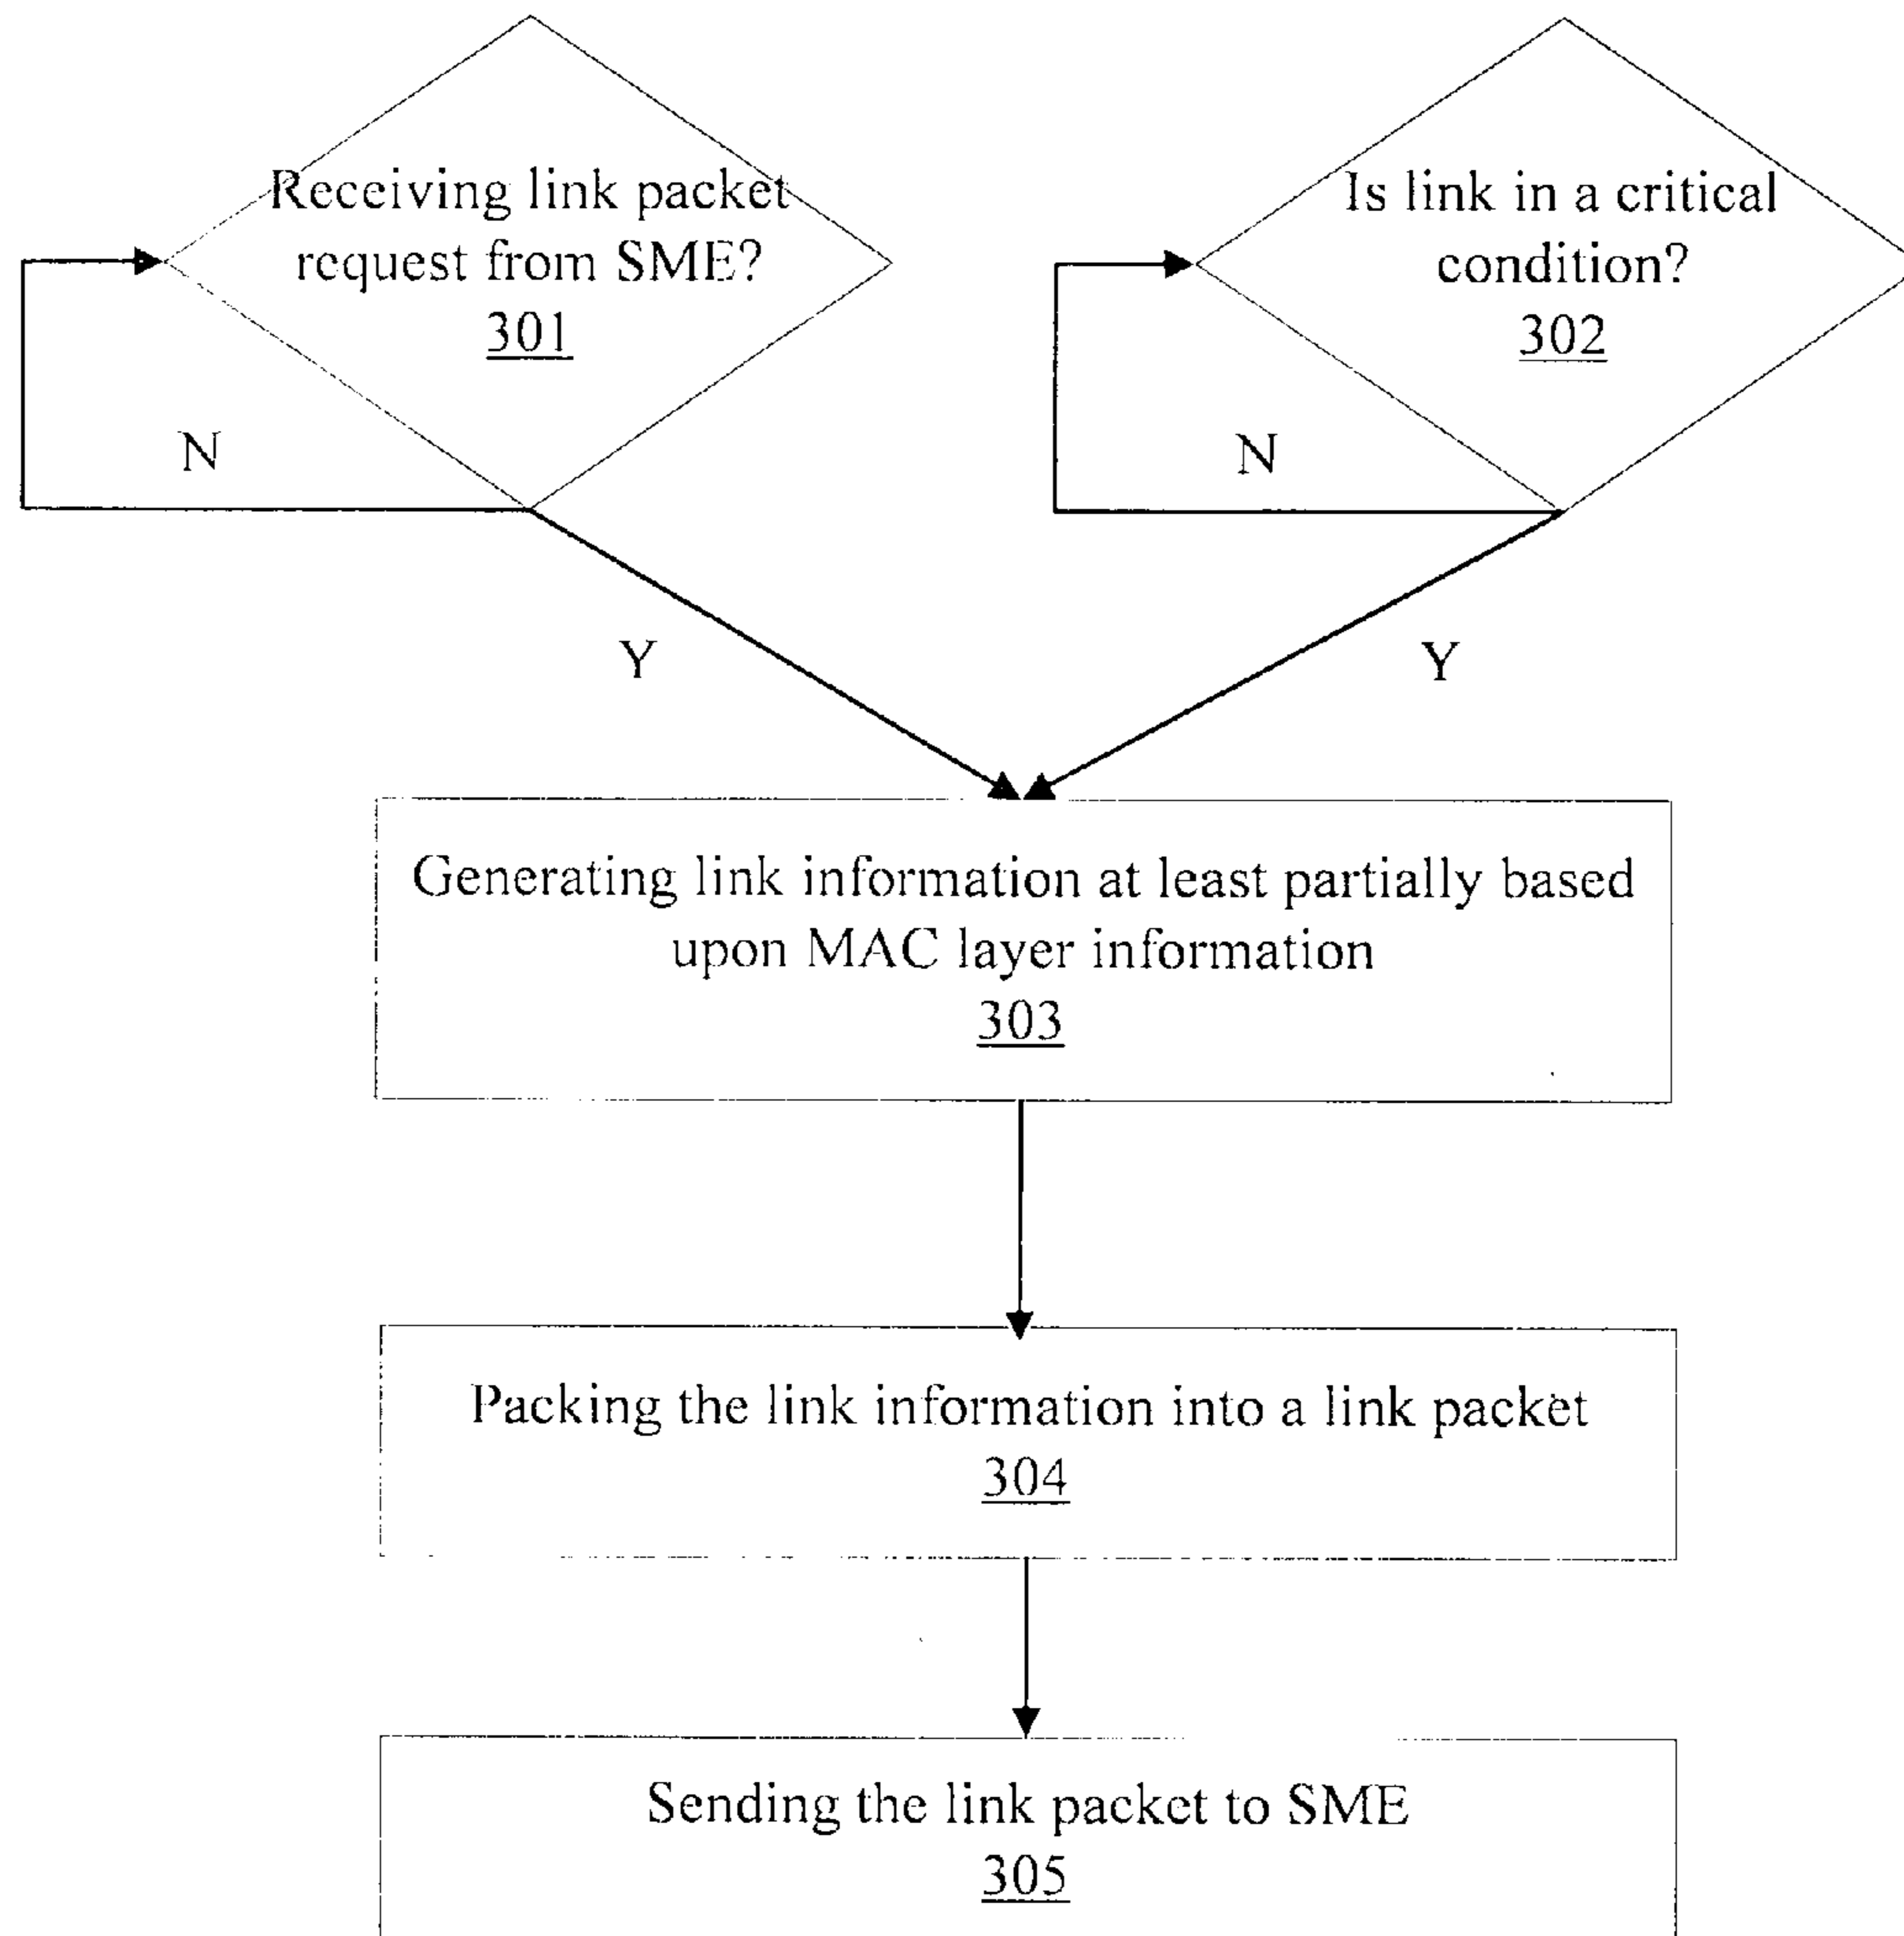 Receiving link packet
request from SME?
301
N
Y
Is link in a critical
condition?
302
N
Y
Generating link information at least partially based
upon MAC layer information
303
Packing the link information into a link packet
304
Sending the link packet to SME
305